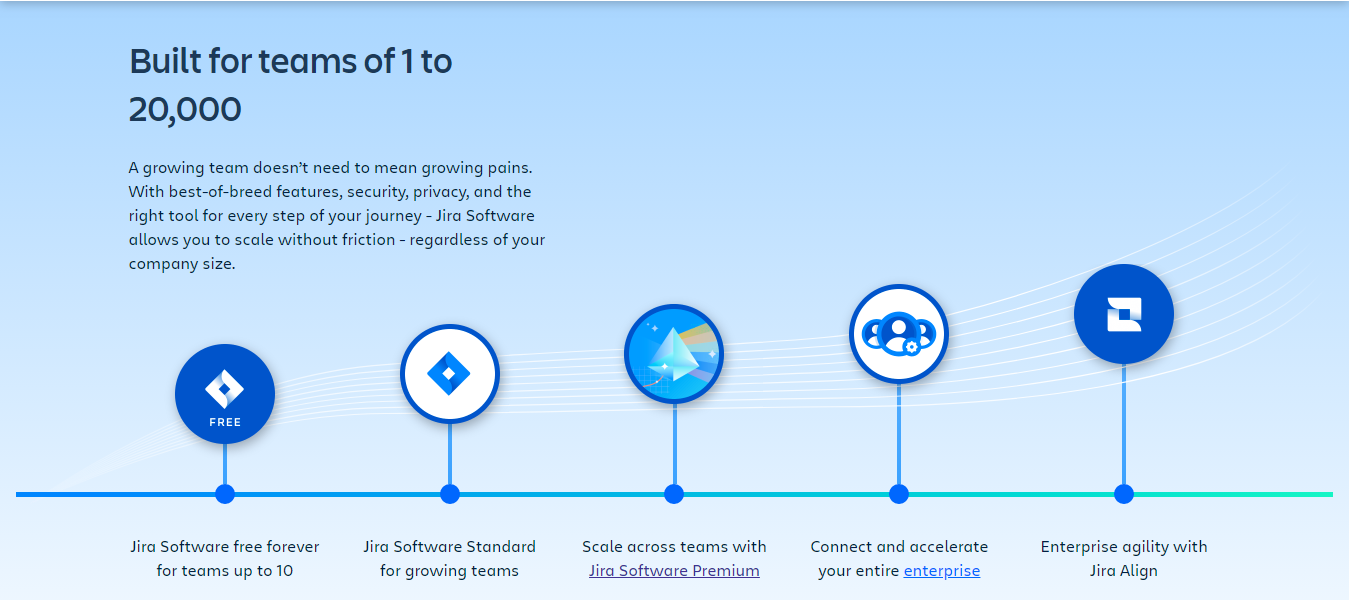 Built for teams of 1 to
20,000
A growing team doesn’t need to mean growing pains.
With best-of-breed features, security, privacy, and the
right tool for every step of your journey - Jira Software
allows you to scale without friction - regardless of your
company size.
FREE
Jira Software free forever
for teams up to 10
Jira Software Standard
for growing teams
Scale across teams with
Jira Software Premium
Connect and accelerate
your entire enterprise
Enterprise agility with
Jira Align